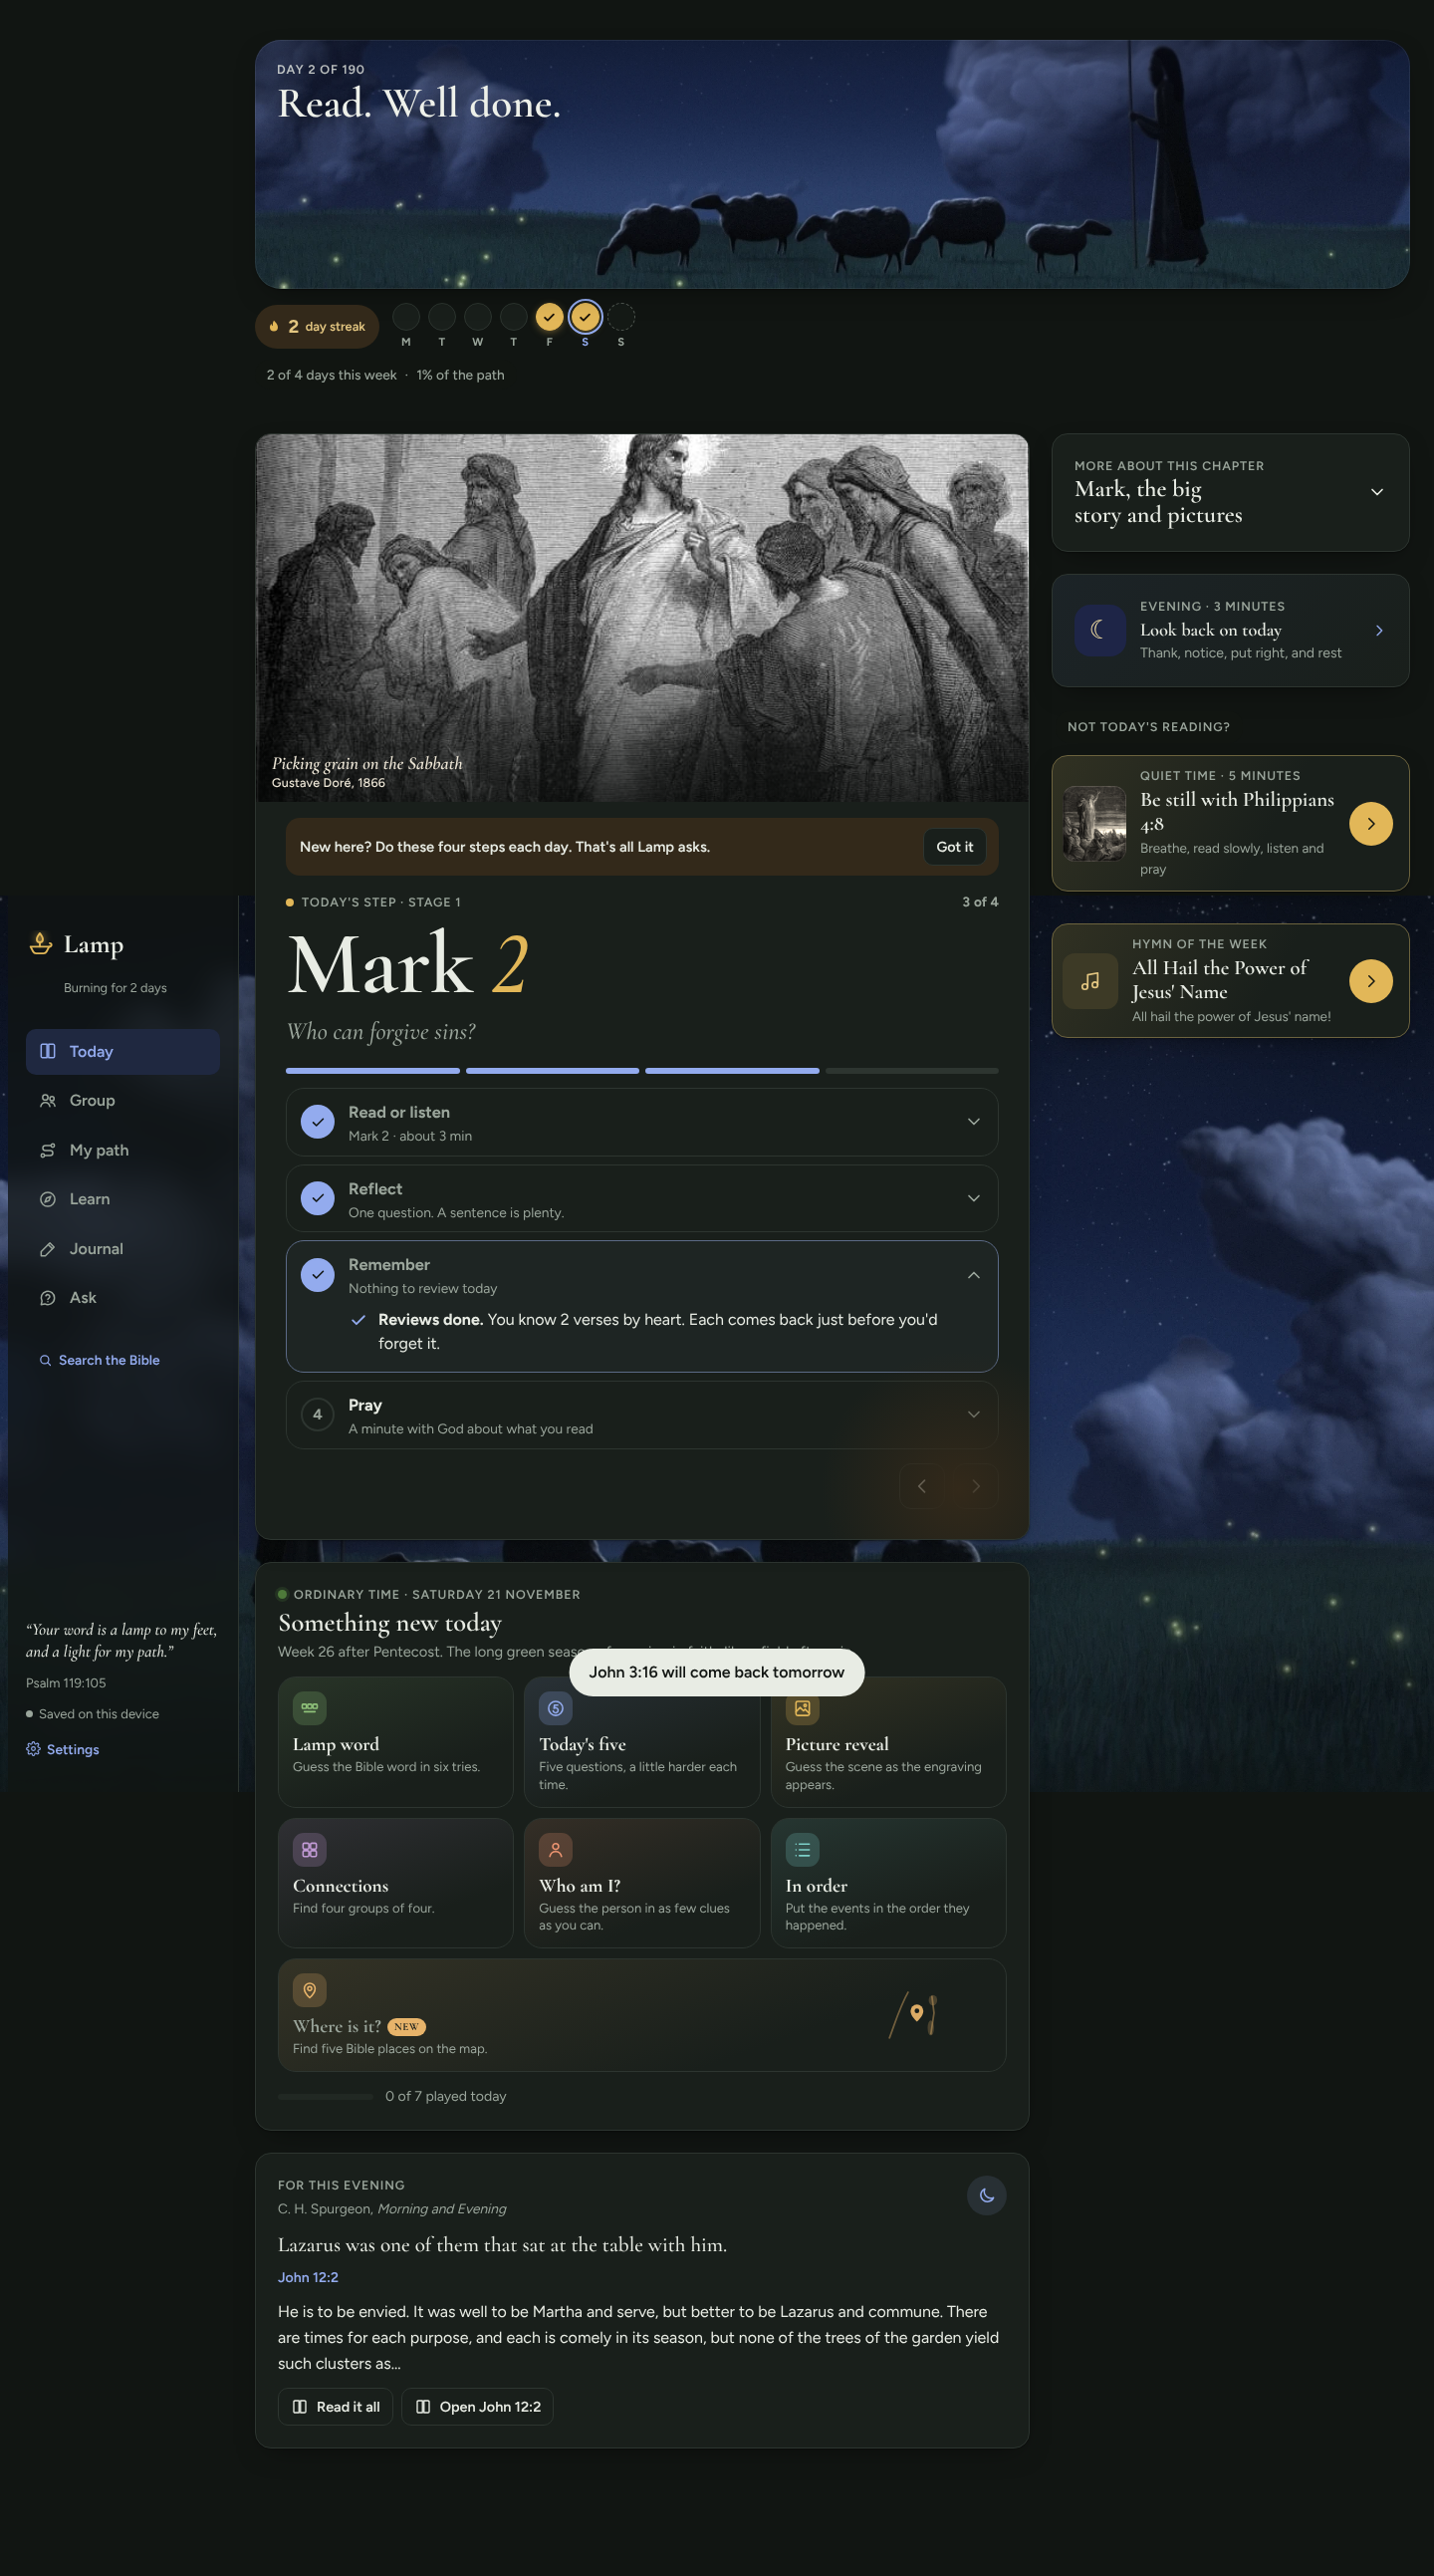 DAY 2 OF 190
Read. Well done.
2 day streak
M T W T F S S
2 of 4 days this week · 1% of the path
Picking grain on the Sabbath
Gustave Doré, 1866
New here? Do these four steps each day. That's all Lamp asks.
Got it
TODAY'S STEP · STAGE 1
3 of 4
Mark 2
Who can forgive sins?
Read or listen
Mark 2 · about 3 min
Reflect
One question. A sentence is plenty.
Remember
Nothing to review today
Reviews done. You know 2 verses by heart. Each comes back just before you'd
forget it.
4
Pray
A minute with God about what you read
MORE ABOUT THIS CHAPTER
Mark, the big
story and pictures
EVENING · 3 MINUTES
Look back on today
Thank, notice, put right, and rest
NOT TODAY'S READING?
QUIET TIME · 5 MINUTES
Be still with Philippians
4:8
Breathe, read slowly, listen and
pray
HYMN OF THE WEEK
All Hail the Power of
Jesus' Name
All hail the power of Jesus' name!
Lamp
Burning for 2 days
Today
Group
My path
Learn
Journal
Ask
Search the Bible
“Your word is a lamp to my feet,
and a light for my path.”
Psalm 119:105
Saved on this device
Settings
ORDINARY TIME · SATURDAY 21 NOVEMBER
Something new today
Week 26 after Pentecost. The long green
John 3:16 will come back tomorrow
Lamp word
Guess the Bible word in six tries.
5
Today's five
Five questions, a little harder each
time.
Picture reveal
Guess the scene as the engraving
appears.
Connections
Find four groups of four.
Who am I?
Guess the person in as few clues
as you can.
In order
Put the events in the order they
happened.
Where is it? NEW
Find five Bible places on the map.
0 of 7 played today
FOR THIS EVENING
C. H. Spurgeon, Morning and Evening
Lazarus was one of them that sat at the table with him.
John 12:2
He is to be envied. It was well to be Martha and serve, but better to be Lazarus and commune. There
are times for each purpose, and each is comely in its season, but none of the trees of the garden yield
such clusters as…
Read it all
Open John 12:2